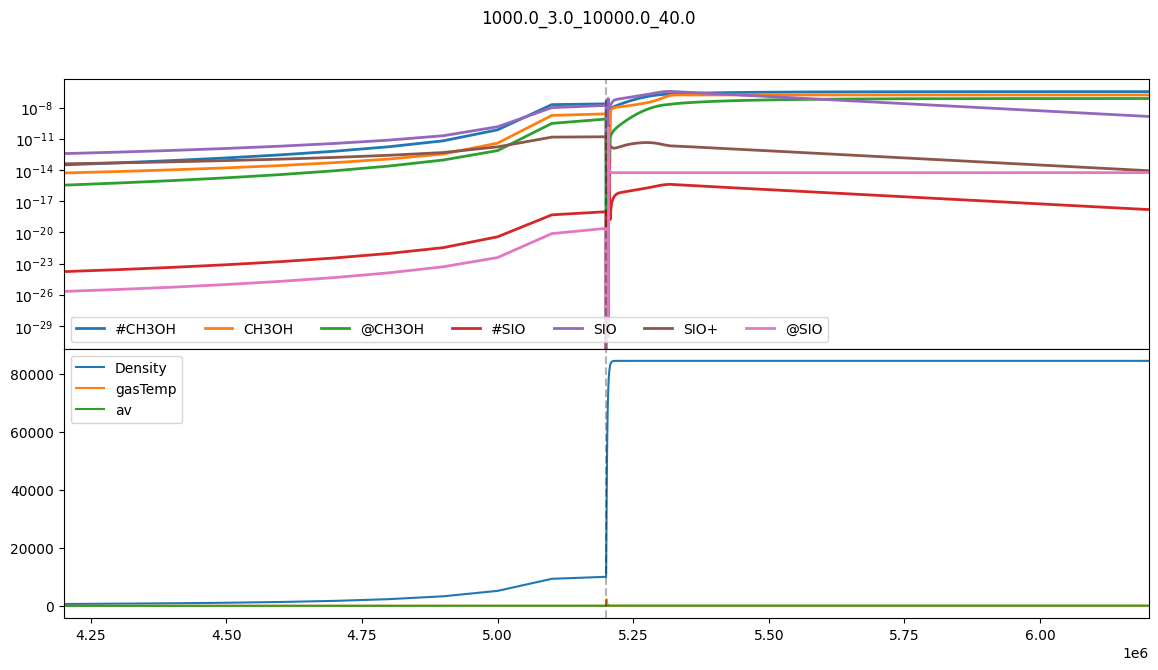 1000.0_3.0_10000.0_40.0
10⁻⁸
10⁻¹¹
10⁻¹⁴
10⁻¹⁷
10⁻²⁰
10⁻²³
10⁻²⁶
10⁻²⁹
#CH3OH CH3OH @CH3OH #SIO SIO SIO+ @SIO
Density
gasTemp
av
80000
60000
40000
20000
0
4.25 4.50 4.75 5.00 5.25 5.50 5.75 6.00
1e6